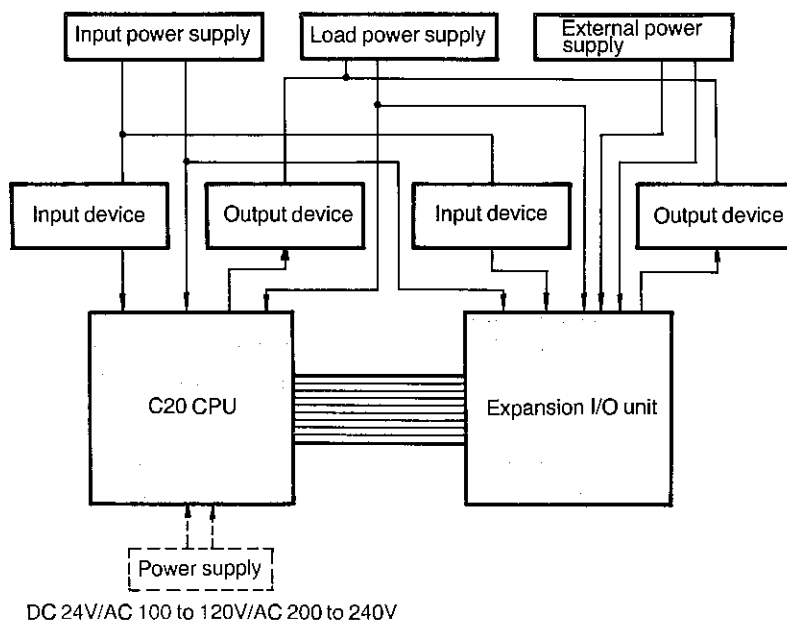 Input power supply
Load power supply
External power
supply
Input device
Output device
Input device
Output device
C20 CPU
Expansion I/O unit
Power supply
DC 24V/AC 100 to 120V/AC 200 to 240V